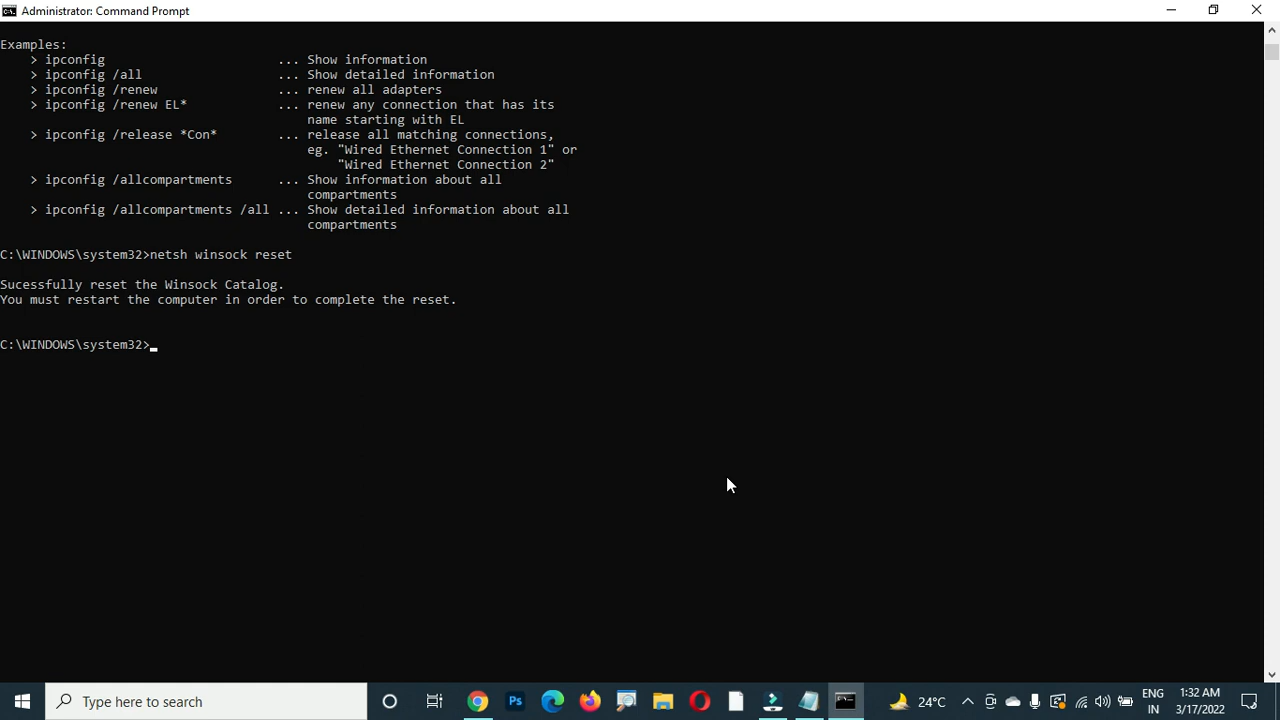 Administrator: Command Prompt
Examples:
> ipconfig ... Show information
> ipconfig /all ... Show detailed information
> ipconfig /renew ... renew all adapters
> ipconfig /renew EL* ... renew any connection that has its
name starting with EL
> ipconfig /release *Con* ... release all matching connections,
eg. "Wired Ethernet Connection 1" or
"Wired Ethernet Connection 2"
> ipconfig /allcompartments ... Show information about all
compartments
> ipconfig /allcompartments /all ... Show detailed information about all
compartments
C:\WINDOWS\system32>netsh winsock reset
Sucessfully reset the Winsock Catalog.
You must restart the computer in order to complete the reset.
C:\WINDOWS\system32>
Type here to search
Ps
24°C
ENG
IN
1:32 AM
3/17/2022